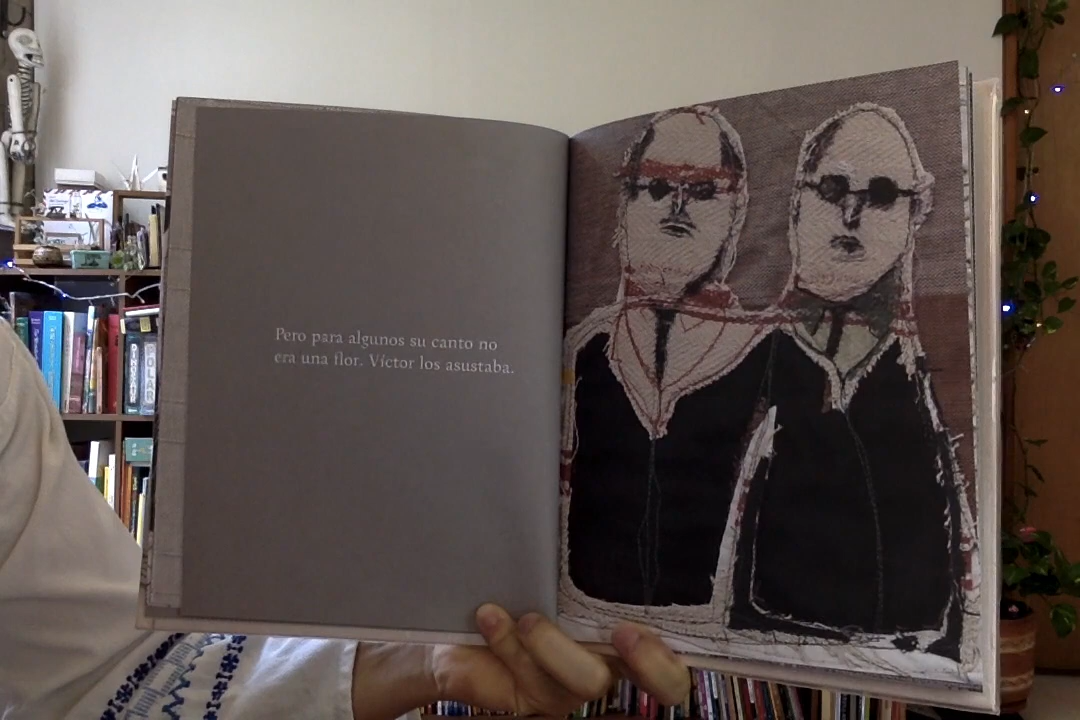 Pero para algunos su canto no
era una flor. Víctor los asustaba.